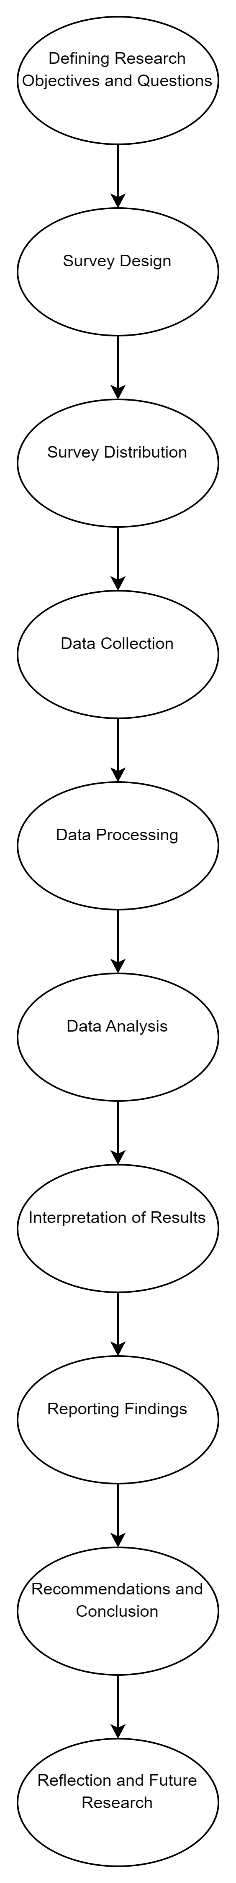 Defining Research
Objectives and Questions
Survey Design
Survey Distribution
Data Collection
Data Processing
Data Analysis
Interpretation of Results
Reporting Findings
Recommendations and
Conclusion
Reflection and Future
Research